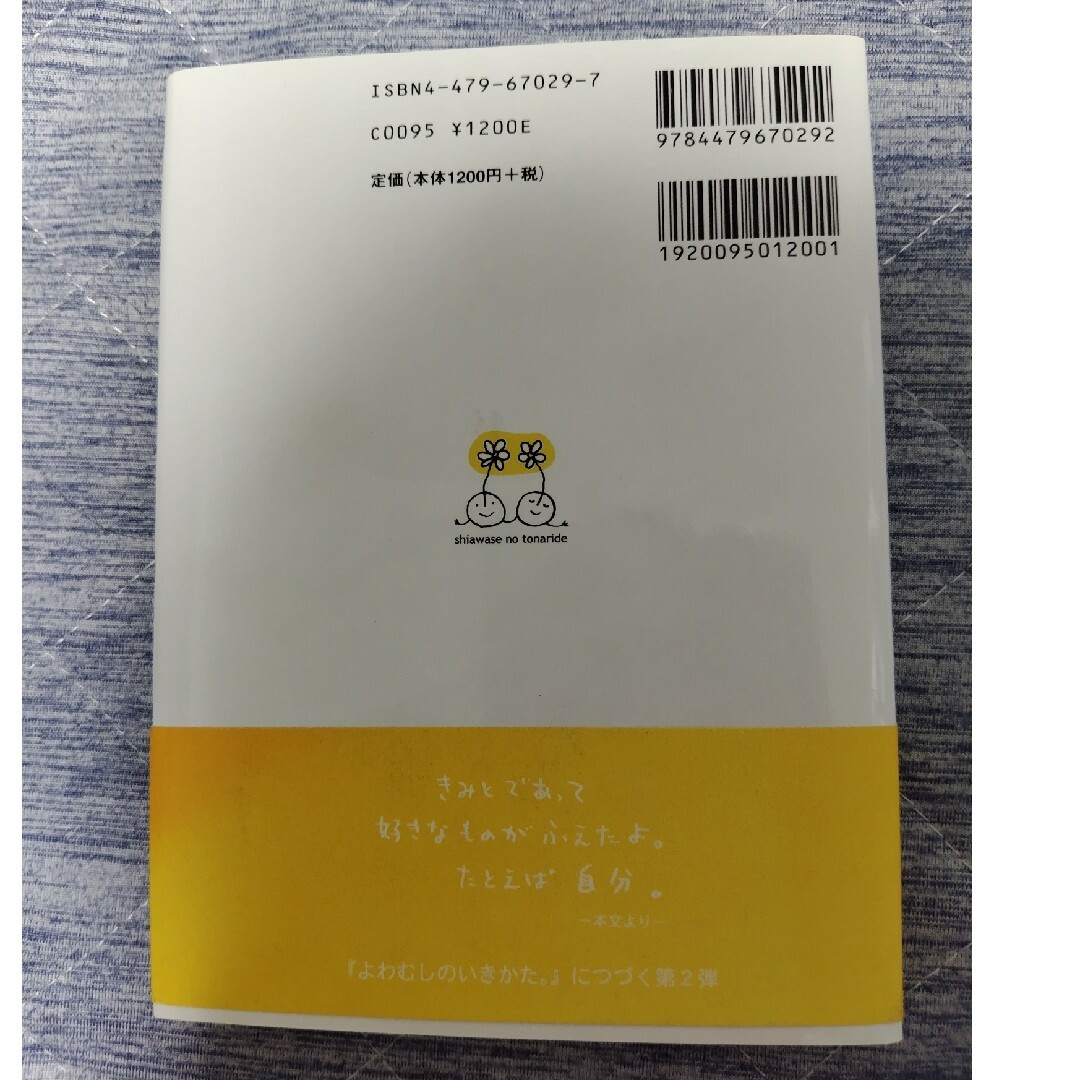 ISBN4-479-67029-7
C0095 ¥1200E
定価(本体1200円+税)
9784479670292
1920095012001
shiawase no tonaride
きみとであって
好きなものがふえたよ。
たとえば 自分。
ー本文よりー
『よわむしのいきかた。』につづく第2弾